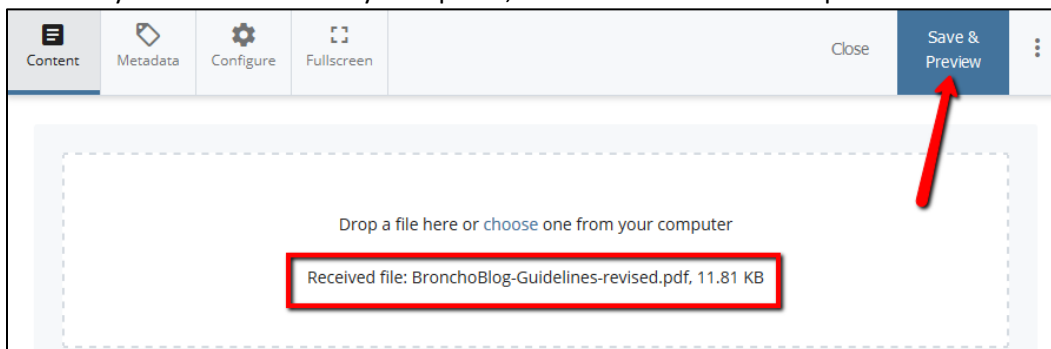 Content
Metadata
Configure
Fullscreen
Close
Save &
Preview
Drop a file here or choose one from your computer
Received file: BronchoBlog-Guidelines-revised.pdf, 11.81 KB